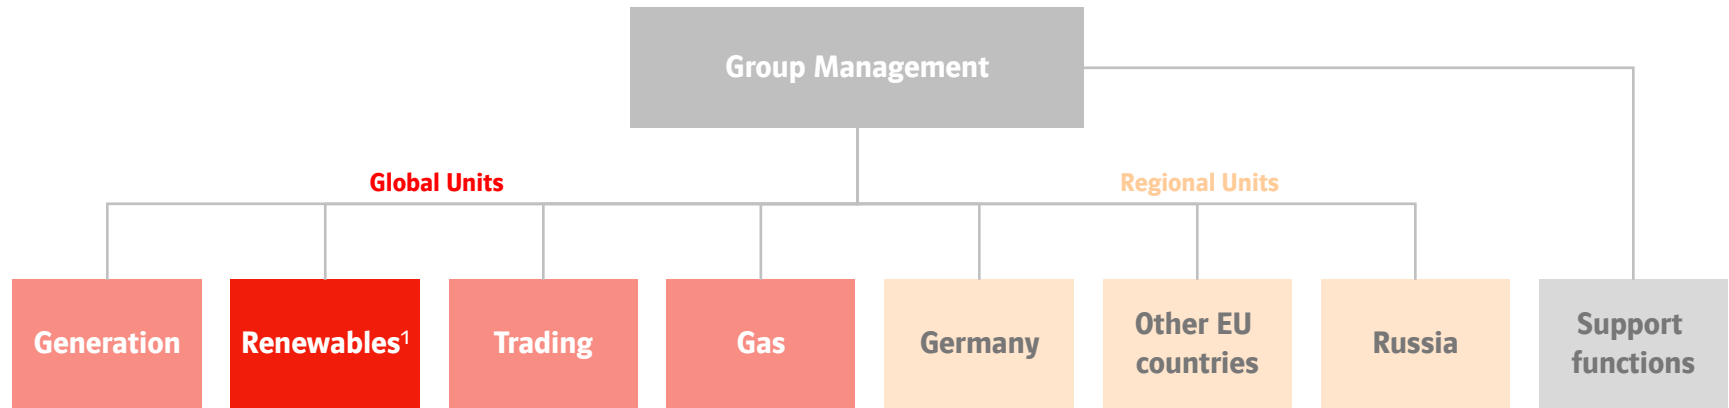 Group Management
Global Units
Regional Units
Generation
Renewables¹
Trading
Gas
Germany
Other EU
countries
Russia
Support
functions